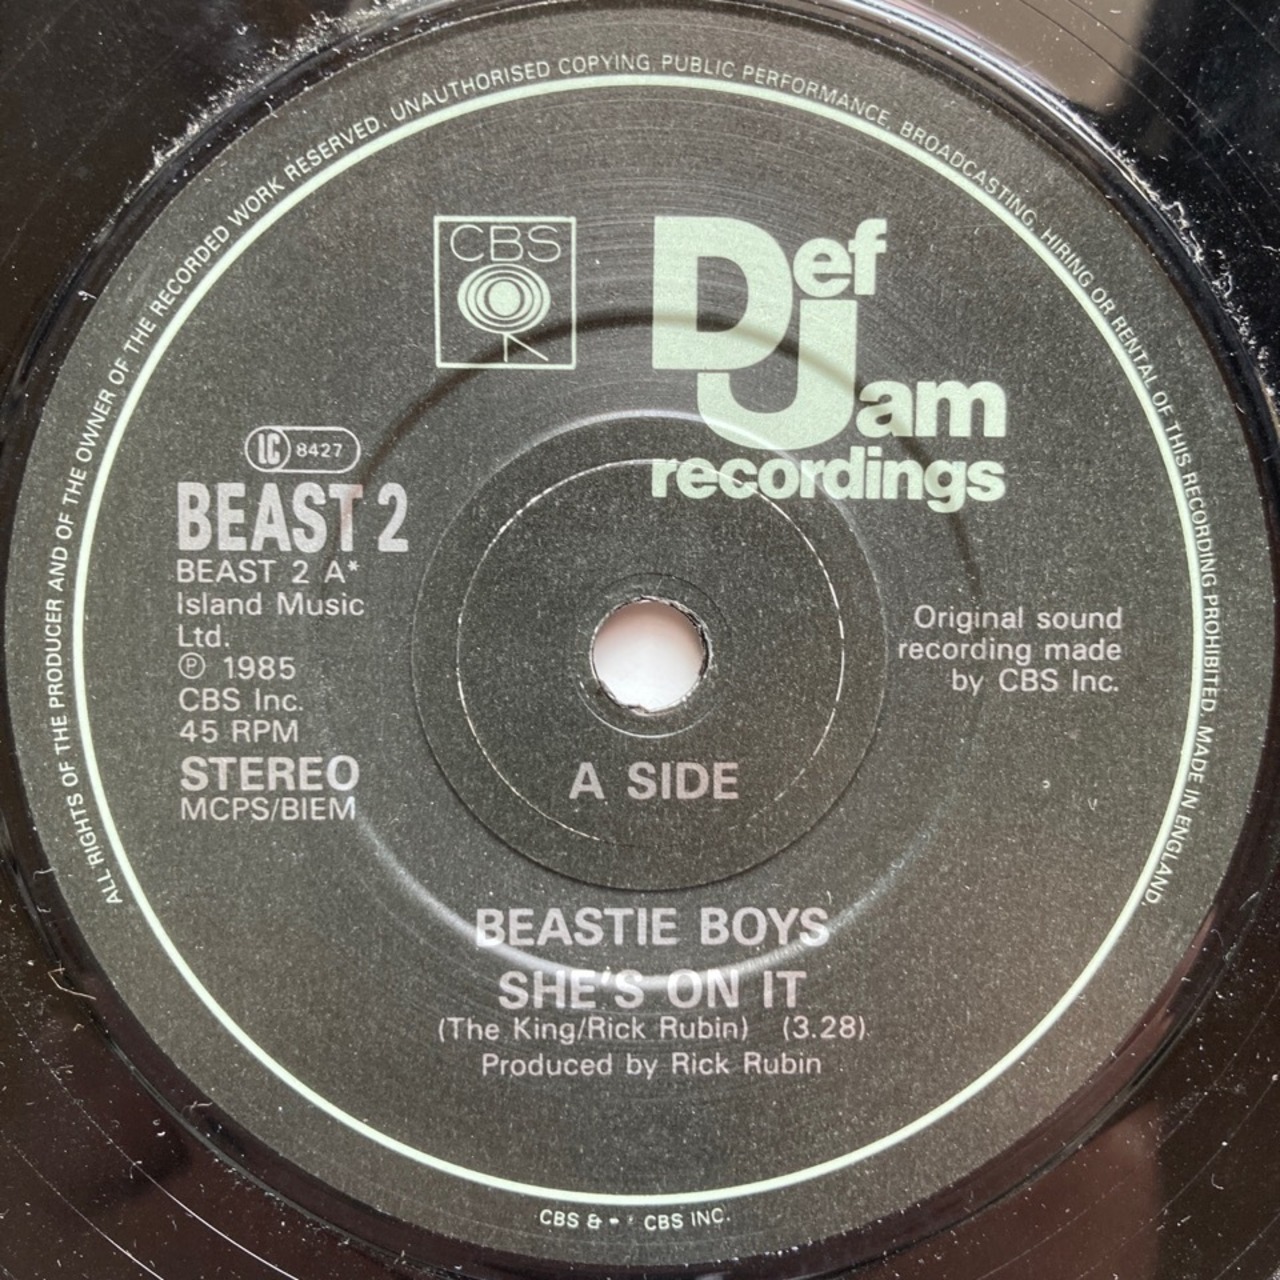 ALL RIGHTS OF THE PRODUCER AND OF THE OWNER OF THE RECORDED WORK RESERVED. UNAUTHORISED COPYING, PUBLIC PERFORMANCE, BROADCASTING, HIRING OR RENTAL OF THIS RECORDING PROHIBITED. MADE IN ENGLAND.
CBS
Def
Jam
recordings
LC 8427
BEAST 2
BEAST 2 A*
Island Music
Ltd.
℗ 1985
CBS Inc.
45 RPM
STEREO
MCPS/BIEM
Original sound
recording made
by CBS Inc.
A SIDE
BEASTIE BOYS
SHE'S ON IT
(The King/Rick Rubin) (3.28)
Produced by Rick Rubin
CBS & CBS INC.